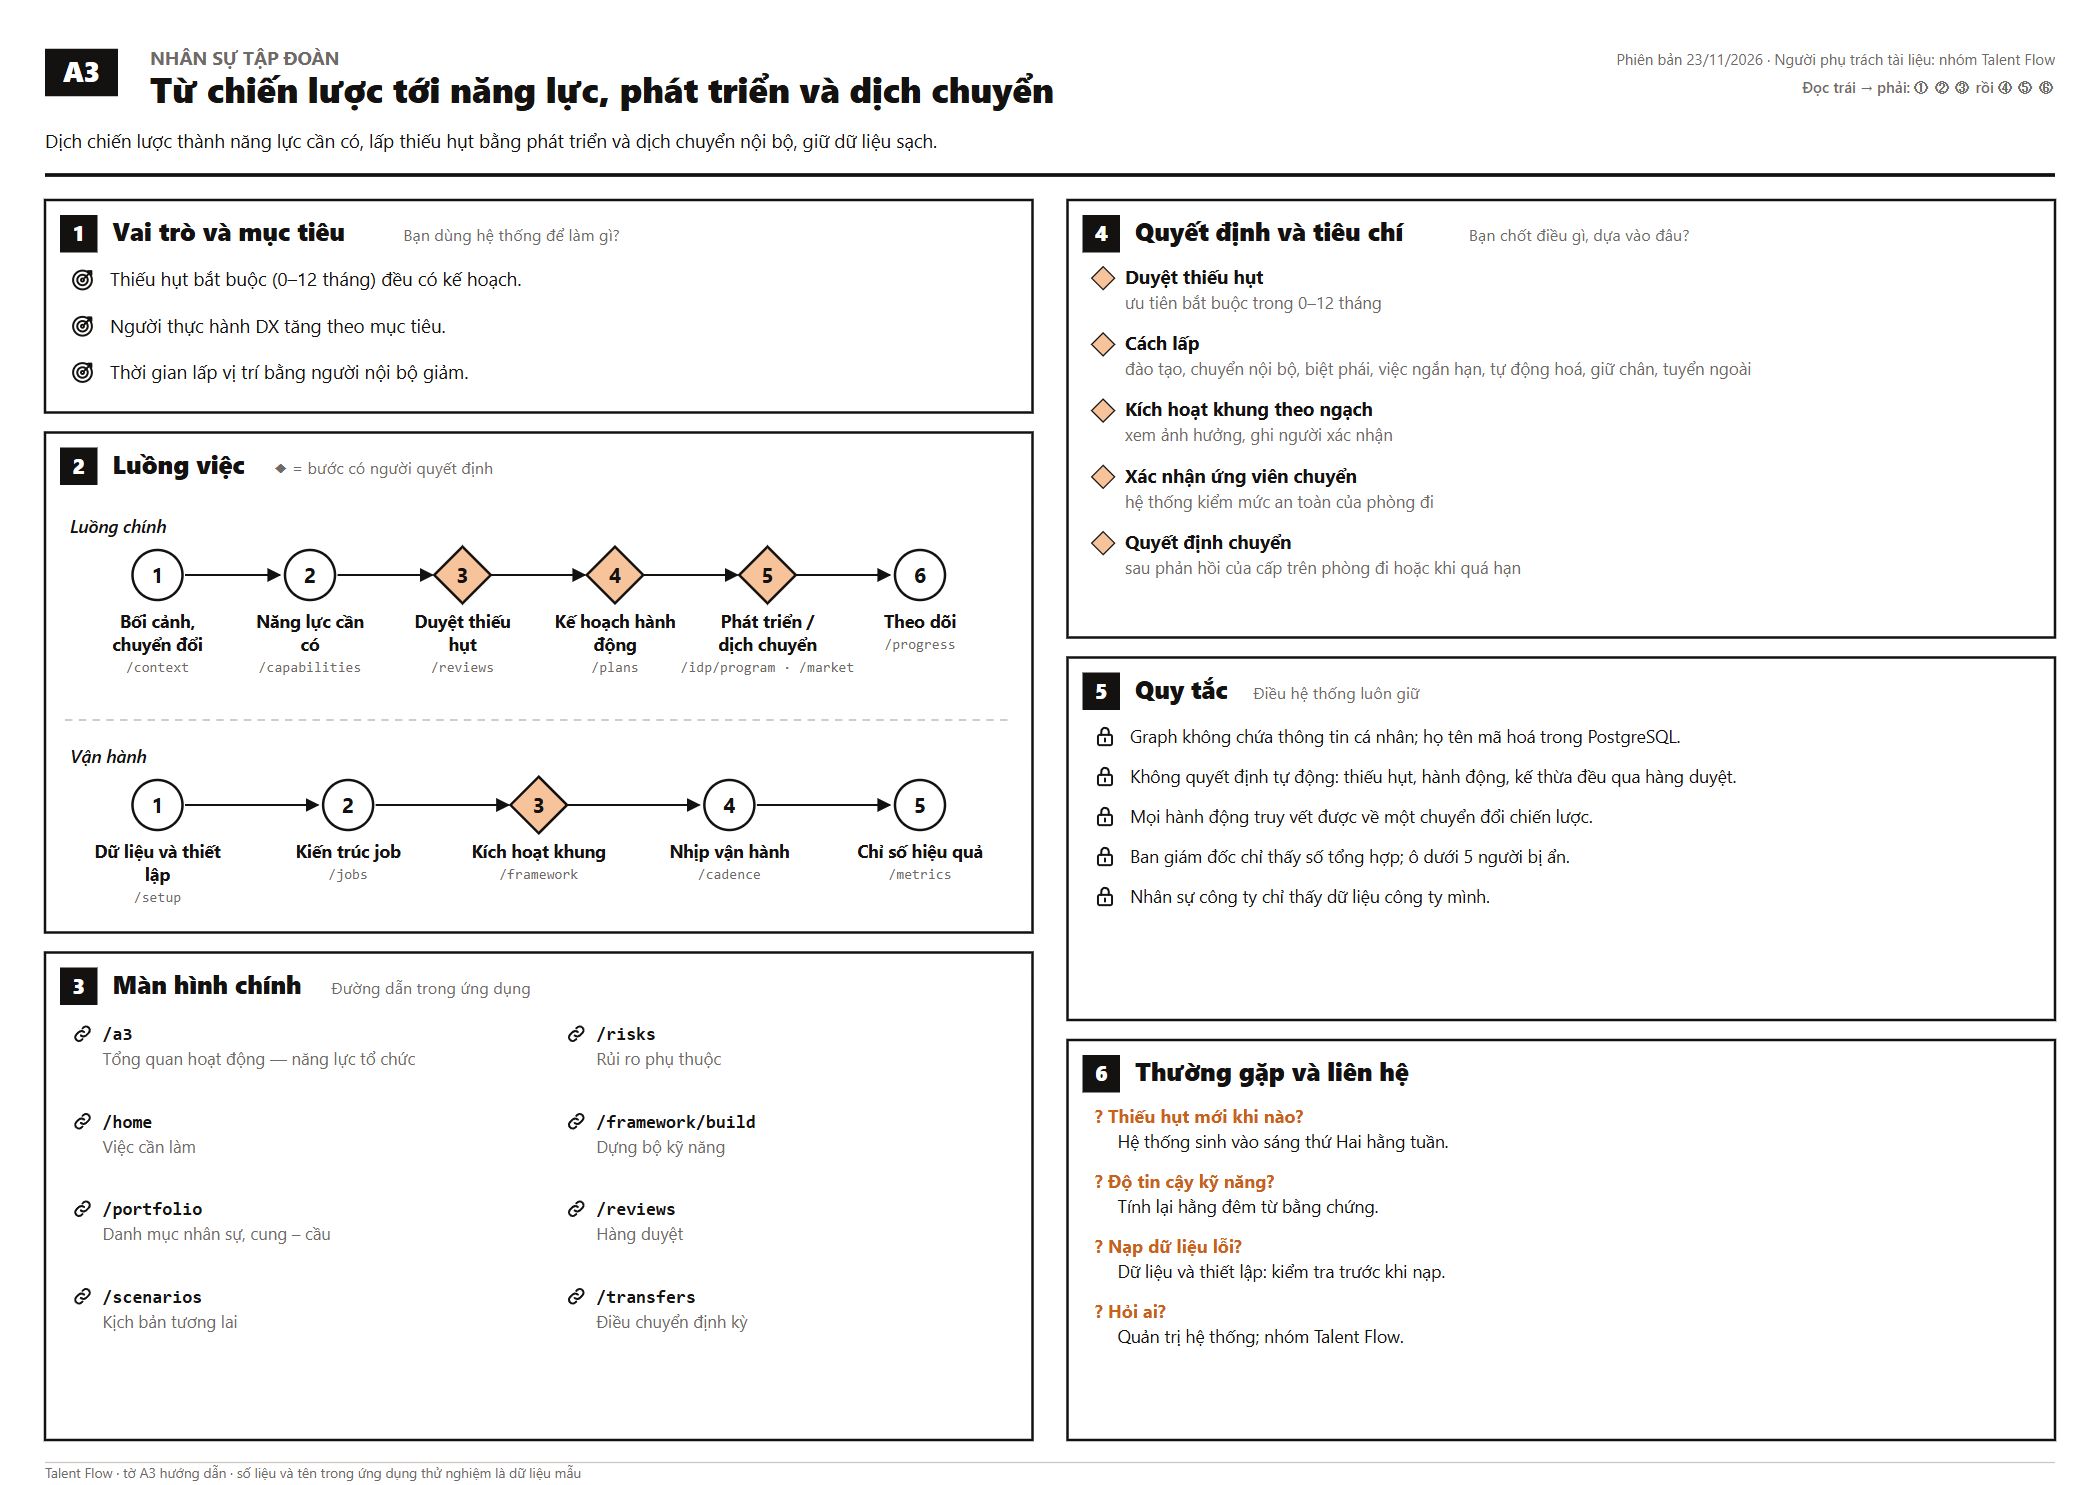 A3
NHÂN SỰ TẬP ĐOÀN
Từ chiến lược tới năng lực, phát triển và dịch chuyển
Phiên bản 23/11/2026 · Người phụ trách tài liệu: nhóm Talent Flow
Đọc trái → phải: ① ② ③ rồi ④ ⑤ ⑥
Dịch chiến lược thành năng lực cần có, lấp thiếu hụt bằng phát triển và dịch chuyển nội bộ, giữ dữ liệu sạch.
1 Vai trò và mục tiêu Bạn dùng hệ thống để làm gì?
Thiếu hụt bắt buộc (0–12 tháng) đều có kế hoạch.
Người thực hành DX tăng theo mục tiêu.
Thời gian lấp vị trí bằng người nội bộ giảm.
2 Luồng việc ◆ = bước có người quyết định
Luồng chính
1 2 3 4 5 6
Bối cảnh, Năng lực cần Duyệt thiếu Kế hoạch hành Phát triển / Theo dõi
chuyển đổi có hụt động dịch chuyển /progress
/context /capabilities /reviews /plans /idp/program · /market
Vận hành
1 2 3 4 5
Dữ liệu và thiết Kiến trúc job Kích hoạt khung Nhịp vận hành Chỉ số hiệu quả
lập /jobs /framework /cadence /metrics
/setup
3 Màn hình chính Đường dẫn trong ứng dụng
/a3 /risks
Tổng quan hoạt động — năng lực tổ chức Rủi ro phụ thuộc
/home /framework/build
Việc cần làm Dựng bộ kỹ năng
/portfolio /reviews
Danh mục nhân sự, cung – cầu Hàng duyệt
/scenarios /transfers
Kịch bản tương lai Điều chuyển định kỳ
4 Quyết định và tiêu chí Bạn chốt điều gì, dựa vào đâu?
Duyệt thiếu hụt
ưu tiên bắt buộc trong 0–12 tháng
Cách lấp
đào tạo, chuyển nội bộ, biệt phái, việc ngắn hạn, tự động hoá, giữ chân, tuyển ngoài
Kích hoạt khung theo ngạch
xem ảnh hưởng, ghi người xác nhận
Xác nhận ứng viên chuyển
hệ thống kiểm mức an toàn của phòng đi
Quyết định chuyển
sau phản hồi của cấp trên phòng đi hoặc khi quá hạn
5 Quy tắc Điều hệ thống luôn giữ
Graph không chứa thông tin cá nhân; họ tên mã hoá trong PostgreSQL.
Không quyết định tự động: thiếu hụt, hành động, kế thừa đều qua hàng duyệt.
Mọi hành động truy vết được về một chuyển đổi chiến lược.
Ban giám đốc chỉ thấy số tổng hợp; ô dưới 5 người bị ẩn.
Nhân sự công ty chỉ thấy dữ liệu công ty mình.
6 Thường gặp và liên hệ
? Thiếu hụt mới khi nào?
Hệ thống sinh vào sáng thứ Hai hằng tuần.
? Độ tin cậy kỹ năng?
Tính lại hằng đêm từ bằng chứng.
? Nạp dữ liệu lỗi?
Dữ liệu và thiết lập: kiểm tra trước khi nạp.
? Hỏi ai?
Quản trị hệ thống; nhóm Talent Flow.
Talent Flow · tờ A3 hướng dẫn · số liệu và tên trong ứng dụng thử nghiệm là dữ liệu mẫu